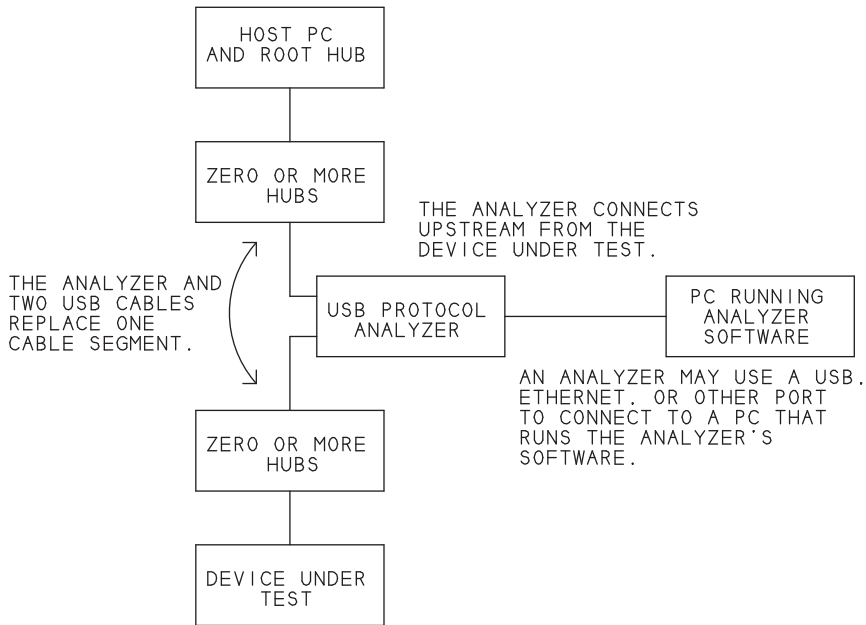 HOST PC
AND ROOT HUB
ZERO OR MORE
HUBS
THE ANALYZER CONNECTS
UPSTREAM FROM THE
DEVICE UNDER TEST.
THE ANALYZER AND
TWO USB CABLES
REPLACE ONE
CABLE SEGMENT.
USB PROTOCOL
ANALYZER
PC RUNNING
ANALYZER
SOFTWARE
AN ANALYZER MAY USE A USB,
ETHERNET, OR OTHER PORT
TO CONNECT TO A PC THAT
RUNS THE ANALYZER'S
SOFTWARE.
ZERO OR MORE
HUBS
DEVICE UNDER
TEST